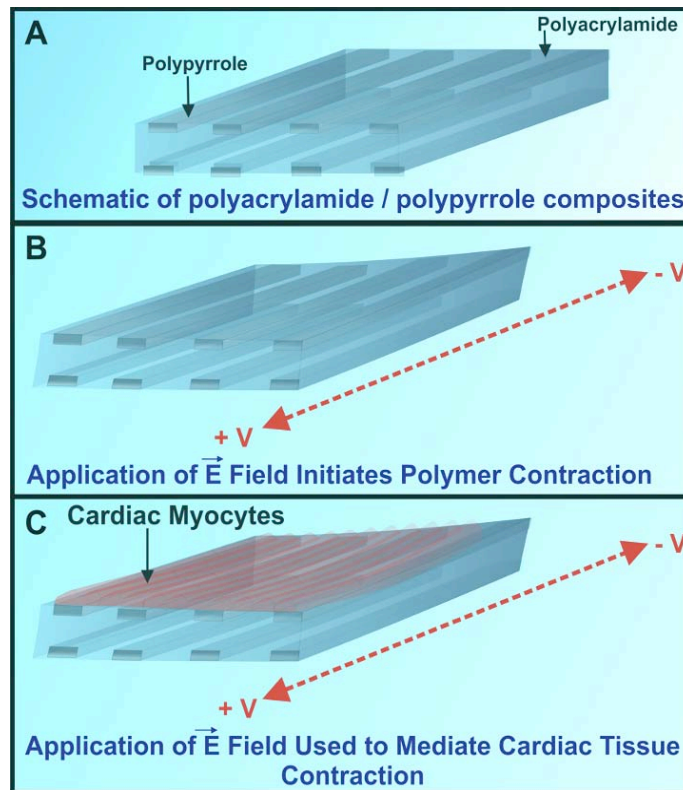 A
Polyacrylamide
Polypyrrole
Schematic of polyacrylamide / polypyrrole composites
B
- V
+ V
Application of E Field Initiates Polymer Contraction
C
Cardiac Myocytes
- V
+ V
Application of E Field Used to Mediate Cardiac Tissue
Contraction